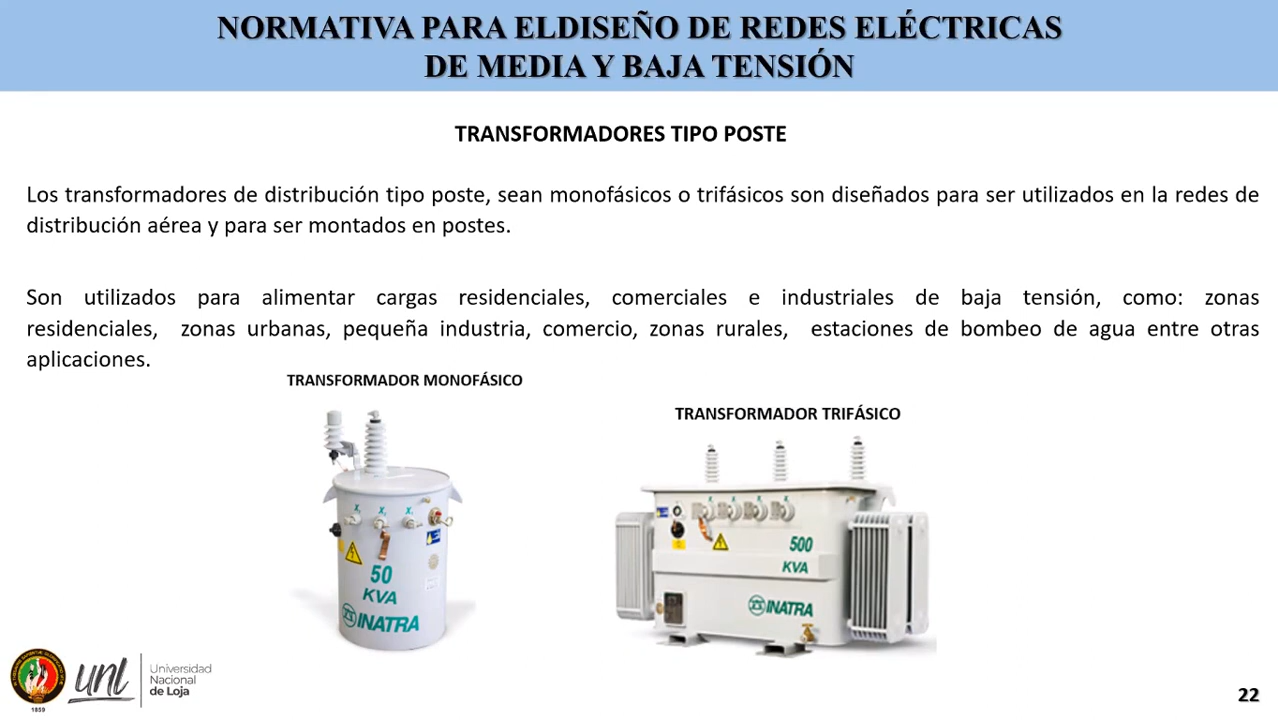 NORMATIVA PARA ELDISEÑO DE REDES ELÉCTRICAS
DE MEDIA Y BAJA TENSIÓN
TRANSFORMADORES TIPO POSTE
Los transformadores de distribución tipo poste, sean monofásicos o trifásicos son diseñados para ser utilizados en la redes de
distribución aérea y para ser montados en postes.
Son utilizados para alimentar cargas residenciales, comerciales e industriales de baja tensión, como: zonas
residenciales, zonas urbanas, pequeña industria, comercio, zonas rurales, estaciones de bombeo de agua entre otras
aplicaciones.
TRANSFORMADOR MONOFÁSICO
TRANSFORMADOR TRIFÁSICO
50
KVA
INATRA
500
KVA
INATRA
1859
unl
Universidad
Nacional
de Loja
22